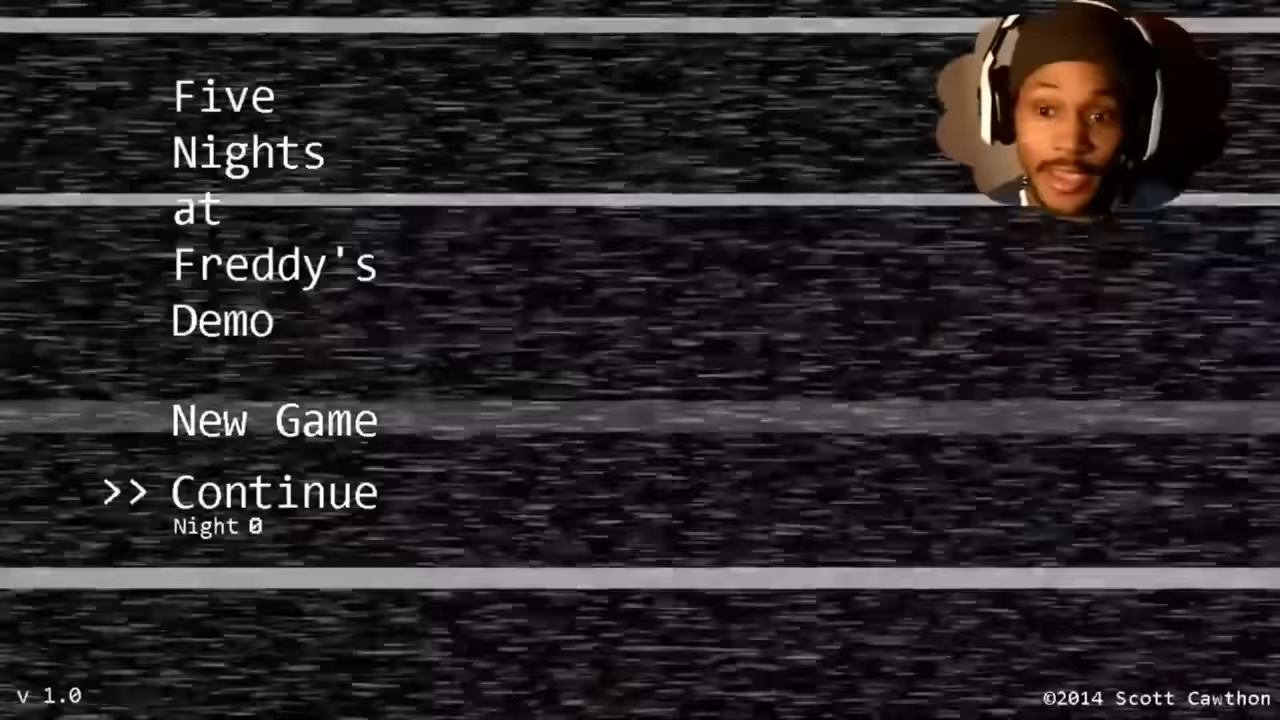 Five
Nights
at
Freddy's
Demo
New Game
>> Continue
Night 0
v 1.0
©2014 Scott Cawthon